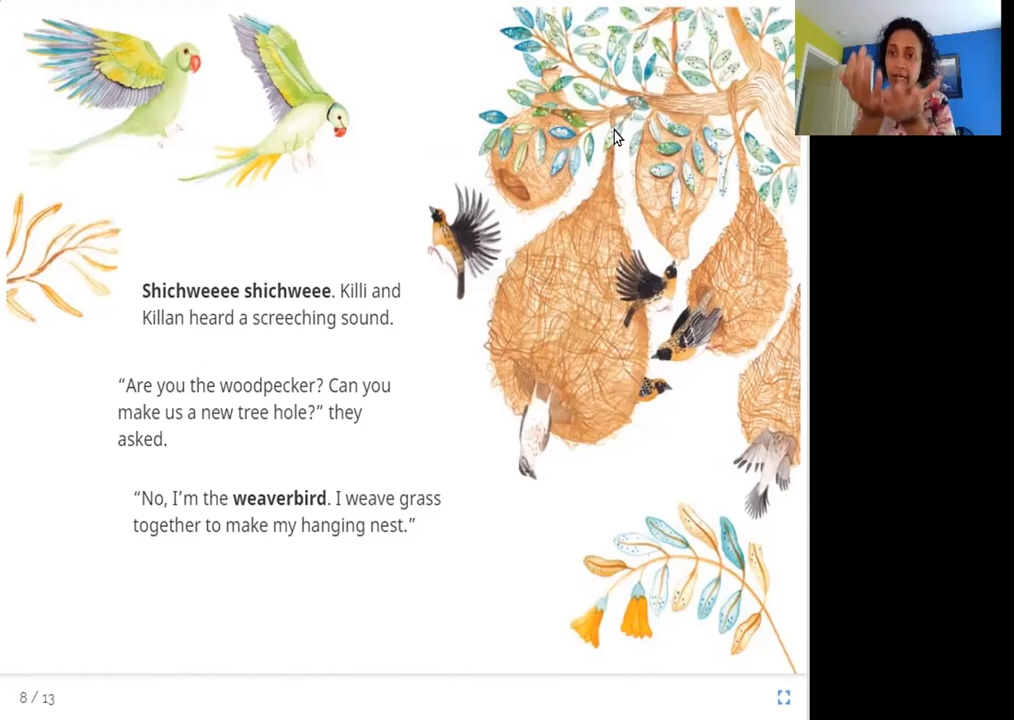 Shichweeee shichweee. Killi and
Killan heard a screeching sound.
“Are you the woodpecker? Can you
make us a new tree hole?” they
asked.
“No, I’m the weaverbird. I weave grass
together to make my hanging nest.”
8 / 13